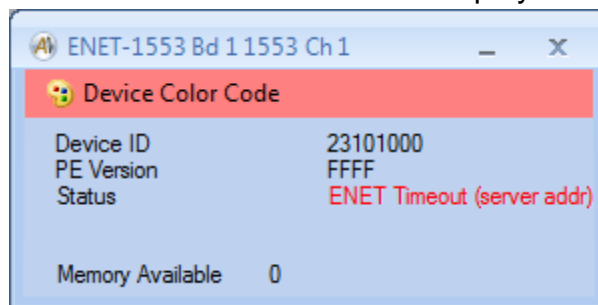 ENET-1553 Bd 1 1553 Ch 1
Device Color Code
Device ID 23101000
PE Version FFFF
Status ENET Timeout (server addr)
Memory Available 0